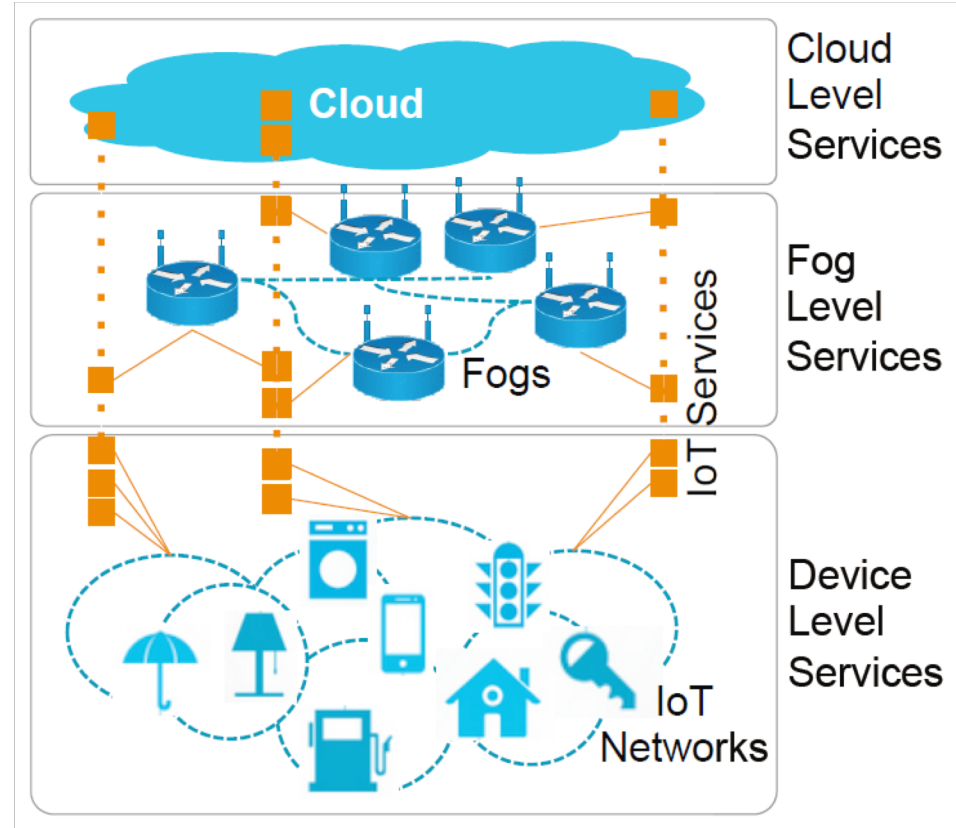 Cloud
Cloud
Level
Services
Fog
Level
Services
Fogs
IoT Services
Device
Level
Services
IoT
Networks